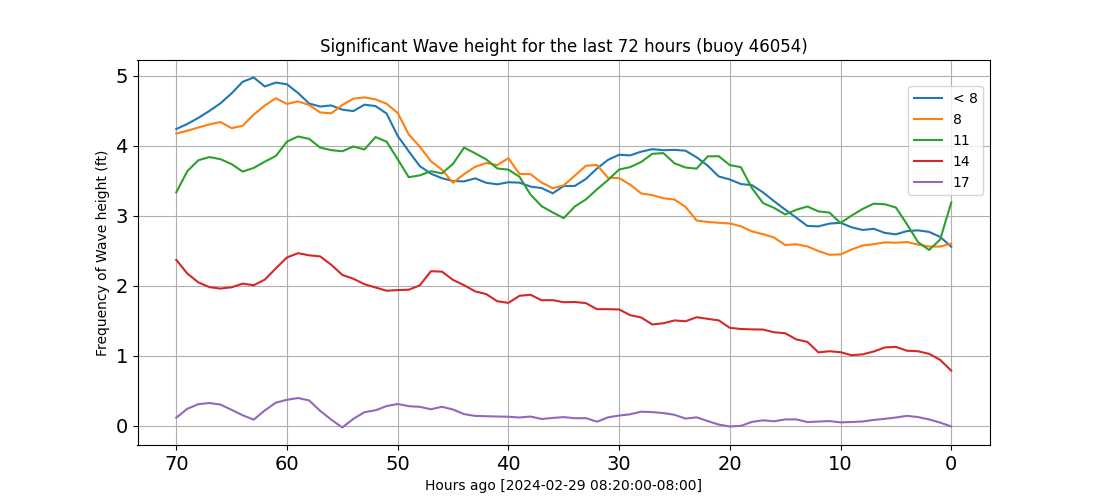 Significant Wave height for the last 72 hours (buoy 46054)
Frequency of Wave height (ft)
5
4
3
2
1
0
< 8
8
11
14
17
70 60 50 40 30 20 10 0
Hours ago [2024-02-29 08:20:00-08:00]